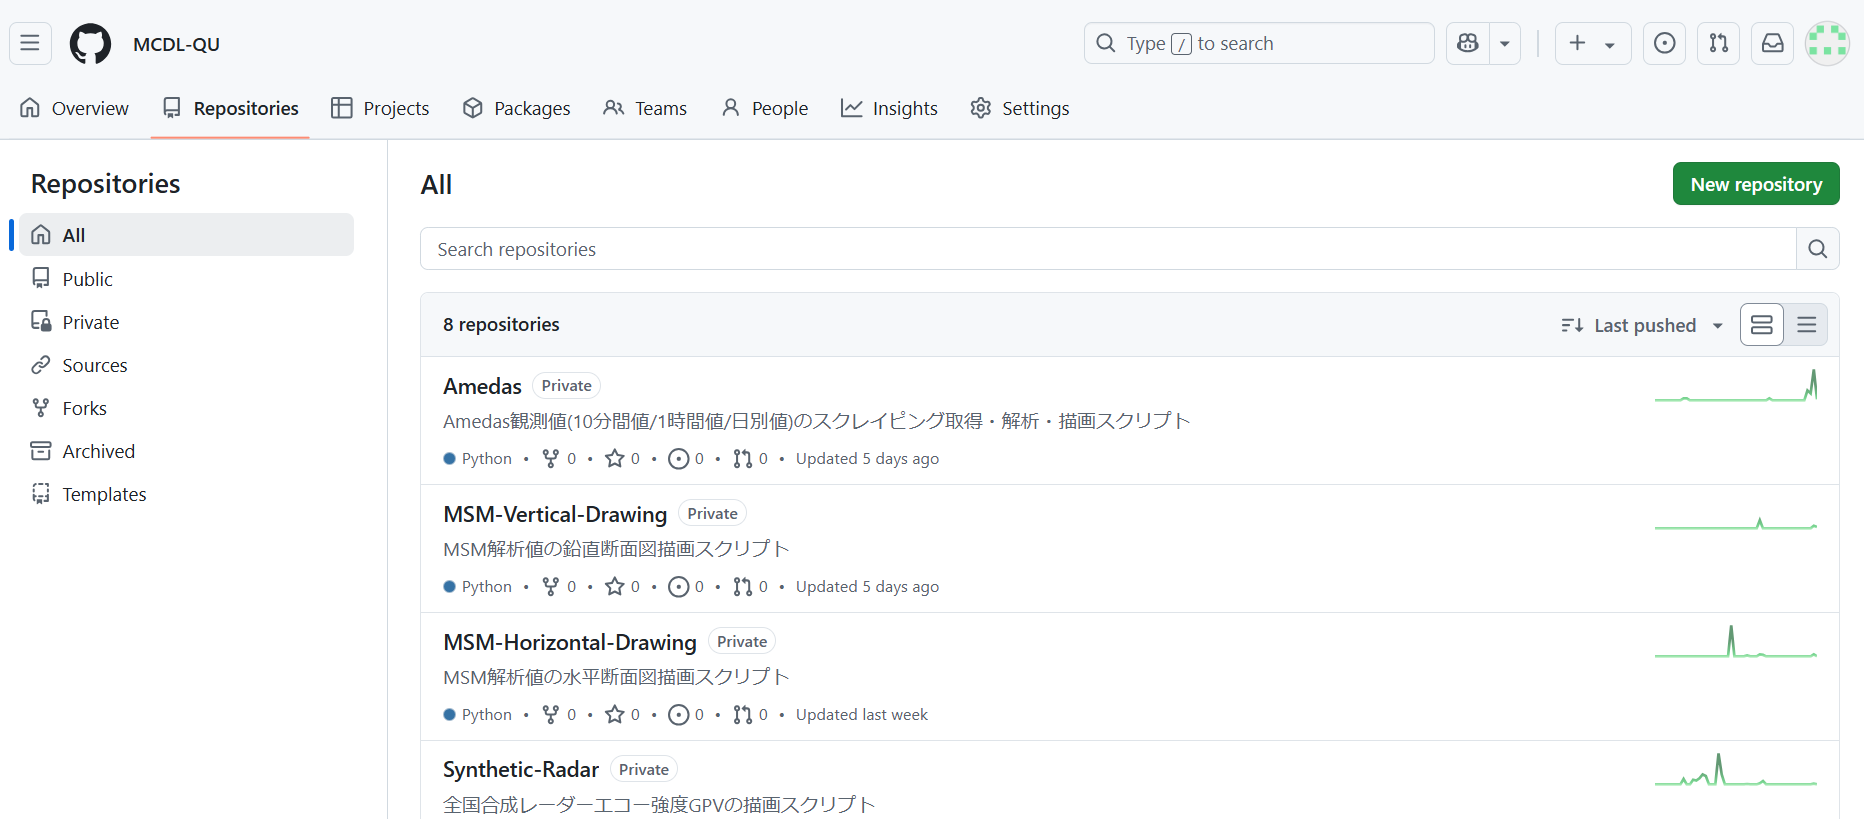 MCDL-QU
Type / to search
Overview
Repositories
Projects
Packages
Teams
People
Insights
Settings
Repositories
All
Public
Private
Sources
Forks
Archived
Templates
All
New repository
Search repositories
8 repositories
Last pushed
Amedas Private
Amedas観測値(10分間値/1時間値/日別値)のスクレイピング取得・解析・描画スクリプト
Python • 0 • 0 • 0 • 0 • Updated 5 days ago
MSM-Vertical-Drawing Private
MSM解析値の鉛直断面図描画スクリプト
Python • 0 • 0 • 0 • 0 • Updated 5 days ago
MSM-Horizontal-Drawing Private
MSM解析値の水平断面図描画スクリプト
Python • 0 • 0 • 0 • 0 • Updated last week
Synthetic-Radar Private
全国合成レーダーエコー強度GPVの描画スクリプト